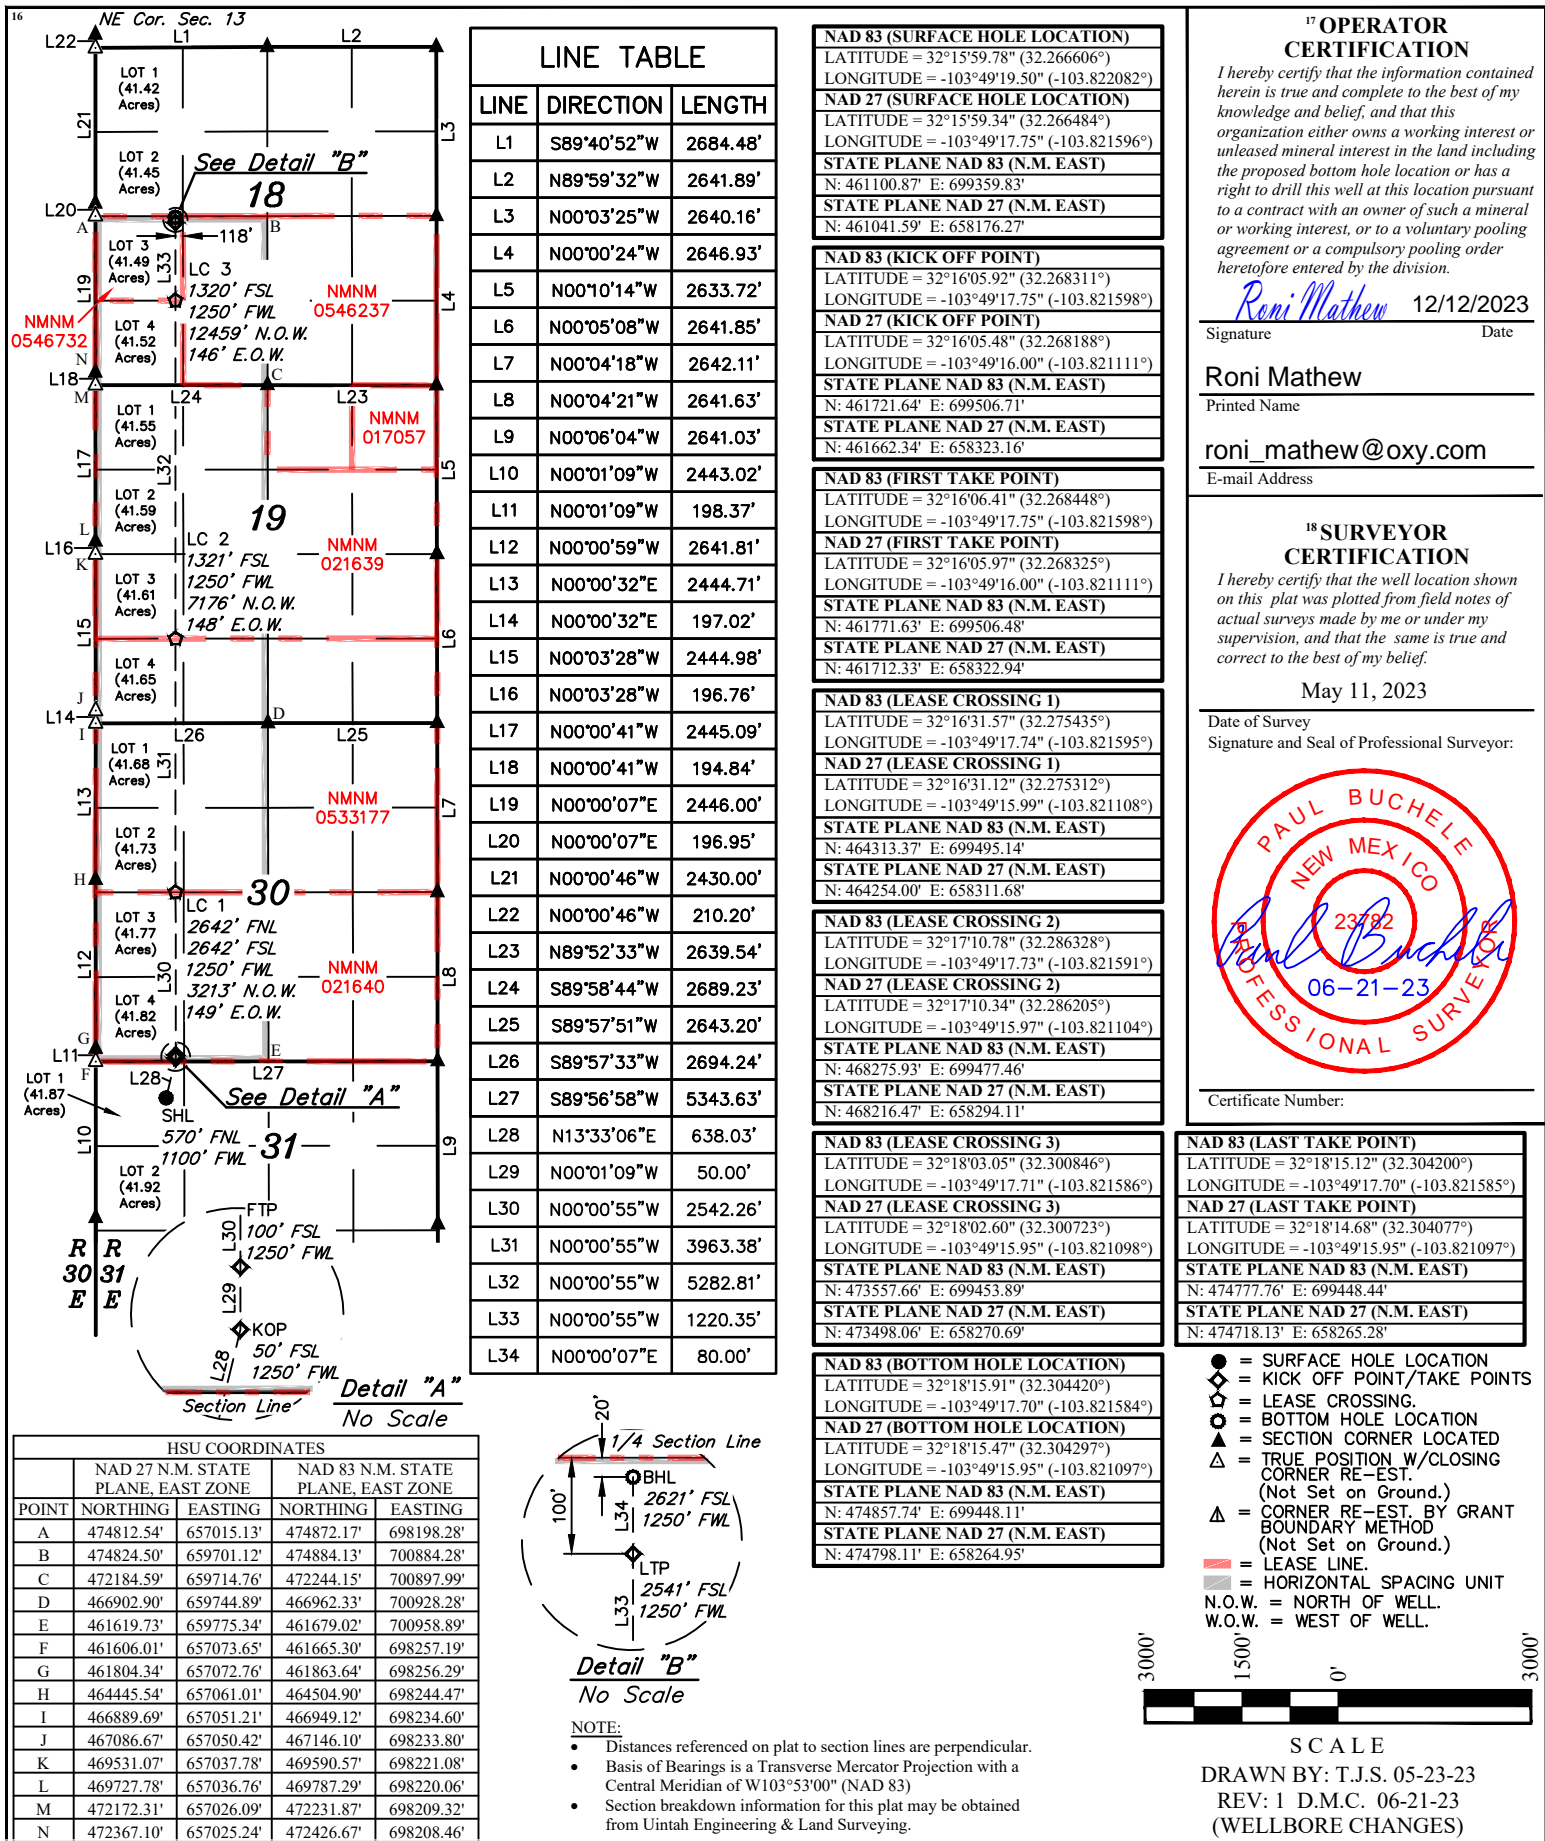 16
NE Cor. Sec. 13
L22
L1
L2
LOT 1
(41.42
Acres)
L21
L3
LOT 2
(41.45
Acres)
See Detail "B"
18
L20
A
B
118'
LOT 3
(41.49
Acres)
L33
LC 3
1320' FSL
1250' FWL
12459' N.O.W.
146' E.O.W.
L19
L4
NMNM
0546237
NMNM
0546732
LOT 4
(41.52
Acres)
N
L18
M
C
L24
L23
LOT 1
(41.55
Acres)
NMNM
017057
L17
L32
L5
LOT 2
(41.59
Acres)
19
L
L16
K
LC 2
1321' FSL
1250' FWL
7176' N.O.W.
148' E.O.W.
NMNM
021639
LOT 3
(41.61
Acres)
L15
L6
LOT 4
(41.65
Acres)
J
L14
I
D
L26
L25
LOT 1
(41.68
Acres)
L31
L13
L7
NMNM
0533177
LOT 2
(41.73
Acres)
H
30
LC 1
2642' FNL
2642' FSL
1250' FWL
3213' N.O.W.
149' E.O.W.
LOT 3
(41.77
Acres)
L12
L30
L8
NMNM
021640
LOT 4
(41.82
Acres)
G
L11
F
E
L27
LOT 1
(41.87
Acres)
L28
SHL
570' FNL
1100' FWL
See Detail "A"
31
L10
L9
LOT 2
(41.92
Acres)
R R
30 31
E E
FTP
100' FSL
1250' FWL
L30
L29
KOP
50' FSL
1250' FWL
L28
Section Line
Detail "A"
No Scale
LINE TABLE
LINE DIRECTION LENGTH
L1 S89°40'52"W 2684.48'
L2 N89°59'32"W 2641.89'
L3 N00°03'25"W 2640.16'
L4 N00°00'24"W 2646.93'
L5 N00°10'14"W 2633.72'
L6 N00°05'08"W 2641.85'
L7 N00°04'18"W 2642.11'
L8 N00°04'21"W 2641.63'
L9 N00°06'04"W 2641.03'
L10 N00°01'09"W 2443.02'
L11 N00°01'09"W 198.37'
L12 N00°00'59"W 2641.81'
L13 N00°00'32"E 2444.71'
L14 N00°00'32"E 197.02'
L15 N00°03'28"W 2444.98'
L16 N00°03'28"W 196.76'
L17 N00°00'41"W 2445.09'
L18 N00°00'41"W 194.84'
L19 N00°00'07"E 2446.00'
L20 N00°00'07"E 196.95'
L21 N00°00'46"W 2430.00'
L22 N00°00'46"W 210.20'
L23 N89°52'33"W 2639.54'
L24 S89°58'44"W 2689.23'
L25 S89°57'51"W 2643.20'
L26 S89°57'33"W 2694.24'
L27 S89°56'58"W 5343.63'
L28 N13°33'06"E 638.03'
L29 N00°01'09"W 50.00'
L30 N00°00'55"W 2542.26'
L31 N00°00'55"W 3963.38'
L32 N00°00'55"W 5282.81'
L33 N00°00'55"W 1220.35'
L34 N00°00'07"E 80.00'
NAD 83 (SURFACE HOLE LOCATION)
LATITUDE = 32°15'59.78" (32.266606°)
LONGITUDE = -103°49'19.50" (-103.822082°)
NAD 27 (SURFACE HOLE LOCATION)
LATITUDE = 32°15'59.34" (32.266484°)
LONGITUDE = -103°49'17.75" (-103.821596°)
STATE PLANE NAD 83 (N.M. EAST)
N: 461100.87' E: 699359.83'
STATE PLANE NAD 27 (N.M. EAST)
N: 461041.59' E: 658176.27'
NAD 83 (KICK OFF POINT)
LATITUDE = 32°16'05.92" (32.268311°)
LONGITUDE = -103°49'17.75" (-103.821598°)
NAD 27 (KICK OFF POINT)
LATITUDE = 32°16'05.48" (32.268188°)
LONGITUDE = -103°49'16.00" (-103.821111°)
STATE PLANE NAD 83 (N.M. EAST)
N: 461721.64' E: 699506.71'
STATE PLANE NAD 27 (N.M. EAST)
N: 461662.34' E: 658323.16'
NAD 83 (FIRST TAKE POINT)
LATITUDE = 32°16'06.41" (32.268448°)
LONGITUDE = -103°49'17.75" (-103.821598°)
NAD 27 (FIRST TAKE POINT)
LATITUDE = 32°16'05.97" (32.268325°)
LONGITUDE = -103°49'16.00" (-103.821111°)
STATE PLANE NAD 83 (N.M. EAST)
N: 461771.63' E: 699506.48'
STATE PLANE NAD 27 (N.M. EAST)
N: 461712.33' E: 658322.94'
NAD 83 (LEASE CROSSING 1)
LATITUDE = 32°16'31.57" (32.275435°)
LONGITUDE = -103°49'17.74" (-103.821595°)
NAD 27 (LEASE CROSSING 1)
LATITUDE = 32°16'31.12" (32.275312°)
LONGITUDE = -103°49'15.99" (-103.821108°)
STATE PLANE NAD 83 (N.M. EAST)
N: 464313.37' E: 699495.14'
STATE PLANE NAD 27 (N.M. EAST)
N: 464254.00' E: 658311.68'
NAD 83 (LEASE CROSSING 2)
LATITUDE = 32°17'10.78" (32.286328°)
LONGITUDE = -103°49'17.73" (-103.821591°)
NAD 27 (LEASE CROSSING 2)
LATITUDE = 32°17'10.34" (32.286205°)
LONGITUDE = -103°49'15.97" (-103.821104°)
STATE PLANE NAD 83 (N.M. EAST)
N: 468275.93' E: 699477.46'
STATE PLANE NAD 27 (N.M. EAST)
N: 468216.47' E: 658294.11'
NAD 83 (LEASE CROSSING 3)
LATITUDE = 32°18'03.05" (32.300846°)
LONGITUDE = -103°49'17.71" (-103.821586°)
NAD 27 (LEASE CROSSING 3)
LATITUDE = 32°18'02.60" (32.300723°)
LONGITUDE = -103°49'15.95" (-103.821098°)
STATE PLANE NAD 83 (N.M. EAST)
N: 473557.66' E: 699453.89'
STATE PLANE NAD 27 (N.M. EAST)
N: 473498.06' E: 658270.69'
NAD 83 (BOTTOM HOLE LOCATION)
LATITUDE = 32°18'15.91" (32.304420°)
LONGITUDE = -103°49'17.70" (-103.821584°)
NAD 27 (BOTTOM HOLE LOCATION)
LATITUDE = 32°18'15.47" (32.304297°)
LONGITUDE = -103°49'15.95" (-103.821097°)
STATE PLANE NAD 83 (N.M. EAST)
N: 474857.74' E: 699448.11'
STATE PLANE NAD 27 (N.M. EAST)
N: 474798.11' E: 658264.95'
17 OPERATOR
CERTIFICATION
I hereby certify that the information contained
herein is true and complete to the best of my
knowledge and belief, and that this
organization either owns a working interest or
unleased mineral interest in the land including
the proposed bottom hole location or has a
right to drill this well at this location pursuant
to a contract with an owner of such a mineral
or working interest, or to a voluntary pooling
agreement or a compulsory pooling order
heretofore entered by the division.
Roni Mathew 12/12/2023
Signature Date
Roni Mathew
Printed Name
roni_mathew@oxy.com
E-mail Address
18 SURVEYOR
CERTIFICATION
I hereby certify that the well location shown
on this plat was plotted from field notes of
actual surveys made by me or under my
supervision, and that the same is true and
correct to the best of my belief.
May 11, 2023
Date of Survey
Signature and Seal of Professional Surveyor:
PAUL BUCHELE
NEW MEXICO
23782
Paul Buchele
06-21-23
PROFESSIONAL SURVEYOR
Certificate Number:
NAD 83 (LAST TAKE POINT)
LATITUDE = 32°18'15.12" (32.304200°)
LONGITUDE = -103°49'17.70" (-103.821585°)
NAD 27 (LAST TAKE POINT)
LATITUDE = 32°18'14.68" (32.304077°)
LONGITUDE = -103°49'15.95" (-103.821097°)
STATE PLANE NAD 83 (N.M. EAST)
N: 474777.76' E: 699448.44'
STATE PLANE NAD 27 (N.M. EAST)
N: 474718.13' E: 658265.28'
= SURFACE HOLE LOCATION
= KICK OFF POINT/TAKE POINTS
= LEASE CROSSING.
= BOTTOM HOLE LOCATION
= SECTION CORNER LOCATED
= TRUE POSITION W/CLOSING
CORNER RE-EST.
(Not Set on Ground.)
= CORNER RE-EST. BY GRANT
BOUNDARY METHOD
(Not Set on Ground.)
= LEASE LINE.
= HORIZONTAL SPACING UNIT
N.O.W. = NORTH OF WELL.
W.O.W. = WEST OF WELL.
HSU COORDINATES
NAD 27 N.M. STATE PLANE, EAST ZONE NAD 83 N.M. STATE PLANE, EAST ZONE
POINT NORTHING EASTING NORTHING EASTING
A 474812.54' 657015.13' 474872.17' 698198.28'
B 474824.50' 659701.12' 474884.13' 700884.28'
C 472184.59' 659714.76' 472244.15' 700897.99'
D 466902.90' 659744.89' 466962.33' 700928.28'
E 461619.73' 659775.34' 461679.02' 700958.89'
F 461606.01' 657073.65' 461665.30' 698257.19'
G 461804.34' 657072.76' 461863.64' 698256.29'
H 464445.54' 657061.01' 464504.90' 698244.47'
I 466889.69' 657051.21' 466949.12' 698234.60'
J 467086.67' 657050.42' 467146.10' 698233.80'
K 469531.07' 657037.78' 469590.57' 698221.08'
L 469727.78' 657036.76' 469787.29' 698220.06'
M 472172.31' 657026.09' 472231.87' 698209.32'
N 472367.10' 657025.24' 472426.67' 698208.46'
20'
1/4 Section Line
100'
BHL
2621' FSL
1250' FWL
L34
LTP
2541' FSL
1250' FWL
L33
Detail "B"
No Scale
NOTE:
• Distances referenced on plat to section lines are perpendicular.
• Basis of Bearings is a Transverse Mercator Projection with a
Central Meridian of W103°53'00" (NAD 83)
• Section breakdown information for this plat may be obtained
from Uintah Engineering & Land Surveying.
3000' 1500' 0' 3000'
SCALE
DRAWN BY: T.J.S. 05-23-23
REV: 1 D.M.C. 06-21-23
(WELLBORE CHANGES)